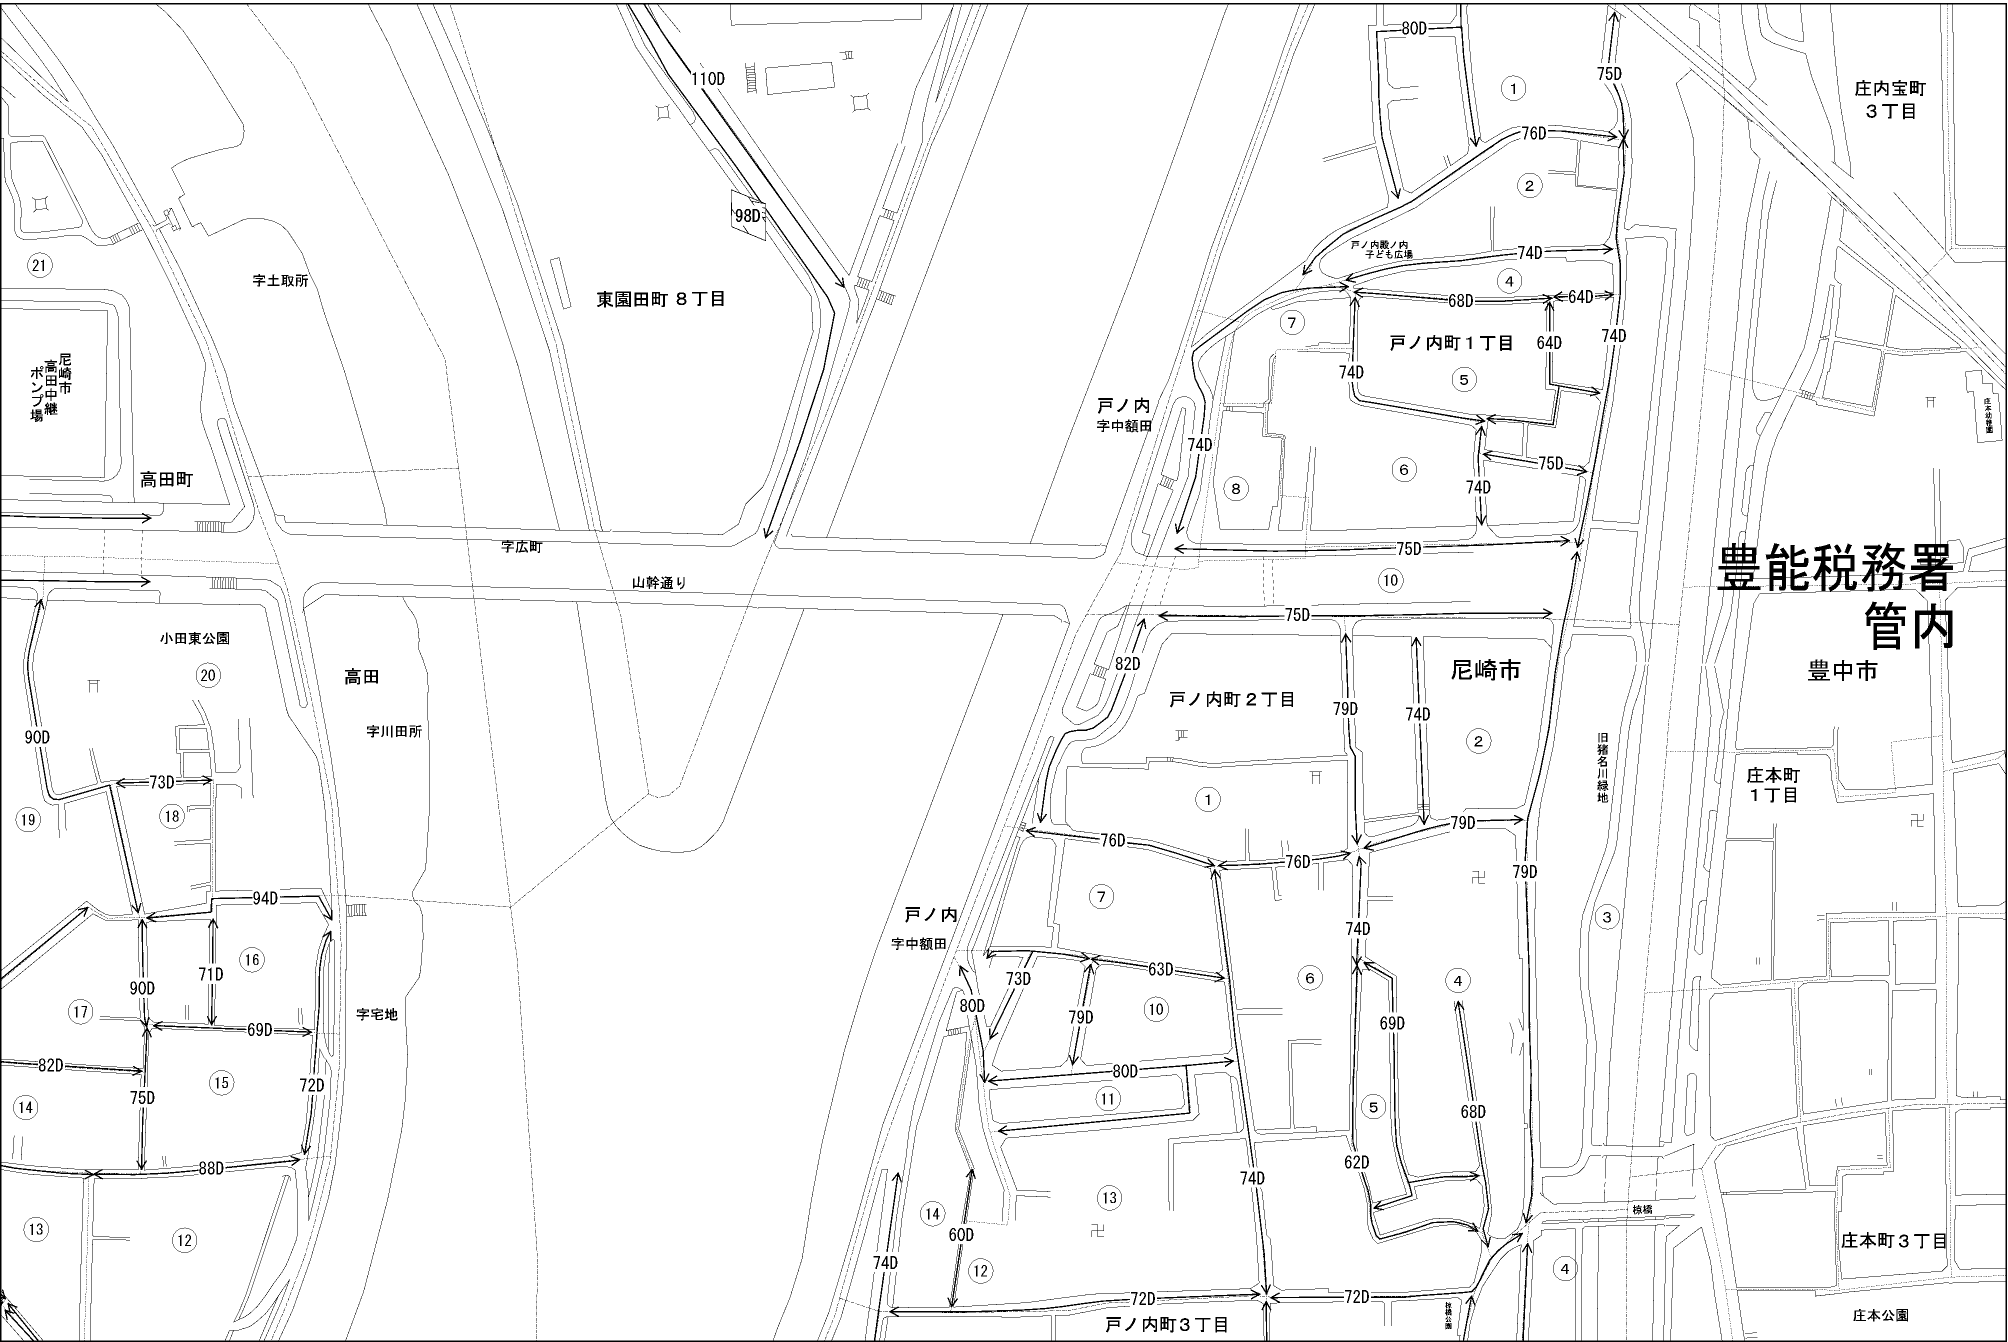 80D
110D
75D
庄内宝町
3丁目
1
76D
2
98D
戸ノ内殿ノ内
子ども広場
74D
21
字土取所
4
東園田町8丁目
68D
64D
7
戸ノ内町1丁目
64D
74D
尼崎市
高田中継
ポンプ場
74D
5
戸ノ内
字中額田
庄本幼稚園
74D
75D
6
高田町
74D
8
字広町
75D
山幹通り
10
豊能税務署
管内
75D
小田東公園
82D
20
高田
尼崎市
豊中市
戸ノ内町2丁目
79D
74D
字川田所
90D
2
旧猪名川緑地
73D
庄本町
1丁目
1
19
18
79D
76D
76D
79D
94D
7
戸ノ内
字中額田
3
74D
16
71D
73D
63D
6
4
90D
80D
17
10
79D
字宅地
69D
69D
82D
80D
15
72D
75D
14
11
5
68D
88D
62D
74D
13
14
13
椋橋
12
60D
庄本町3丁目
74D
12
4
72D
72D
椋橋公園
庄本公園
戸ノ内町3丁目